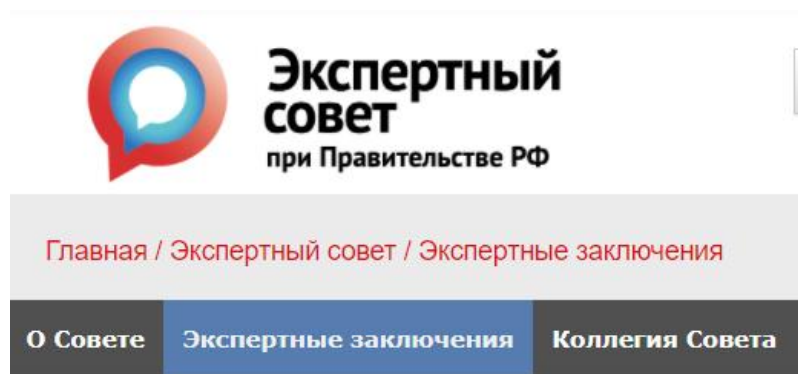 Экспертный
совет
при Правительстве РФ
Главная / Экспертный совет / Экспертные заключения
О Совете Экспертные заключения Коллегия Совета